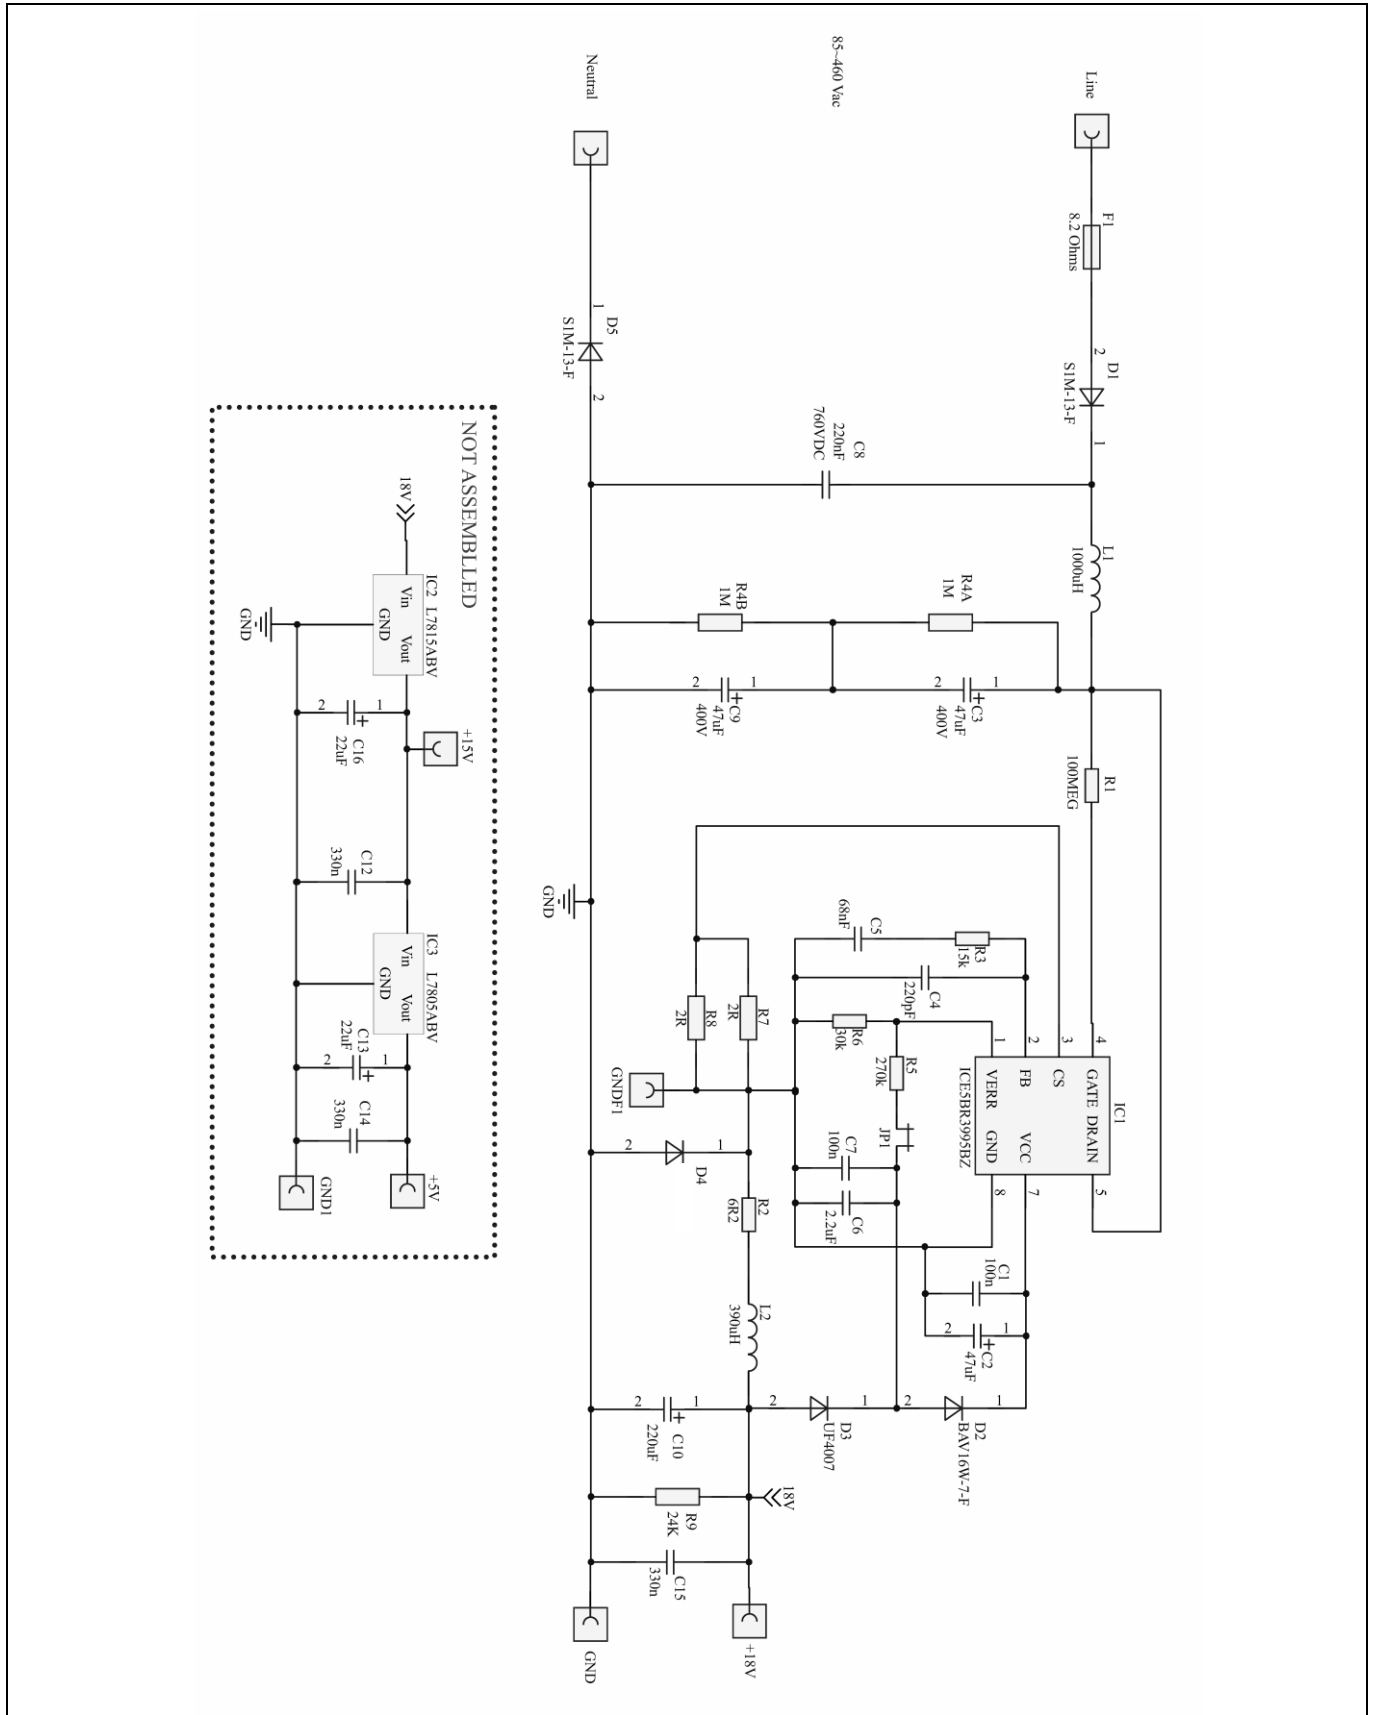 85~460 Vac
Line
F1
8.2 Ohms
2
D1
S1M-13-F
1
L1
1000uH
R1
100MEG
Neutral
1
D5
S1M-13-F
2
C8
220nF
760VDC
R4A
1M
R4B
1M
1
2
C3
47uF
400V
1
2
C9
47uF
400V
GND
IC1
4
3
2
1
GATE
DRAIN
CS
FB
VERR
VCC
GND
5
7
8
ICE5BR3995BZ
R3
15k
C5
68nF
C4
220pF
R6
30k
R5
270k
JP1
C7
100n
C6
2.2uF
C1
100n
1
2
C2
47uF
1
D2
BAV16W-7-F
2
1
D3
UF4007
2
R7
2R
R8
2R
GNDF1
1
2
D4
R2
6R2
L2
390uH
1
2
C10
220uF
18V
R9
24K
C15
330n
+18V
GND
NOT ASSEMBLLED
18V
IC2
L7815ABV
Vin
Vout
GND
GND
1
2
C16
22uF
+15V
C12
330n
IC3
L7805ABV
Vin
Vout
GND
1
2
C13
22uF
C14
330n
+5V
GND1